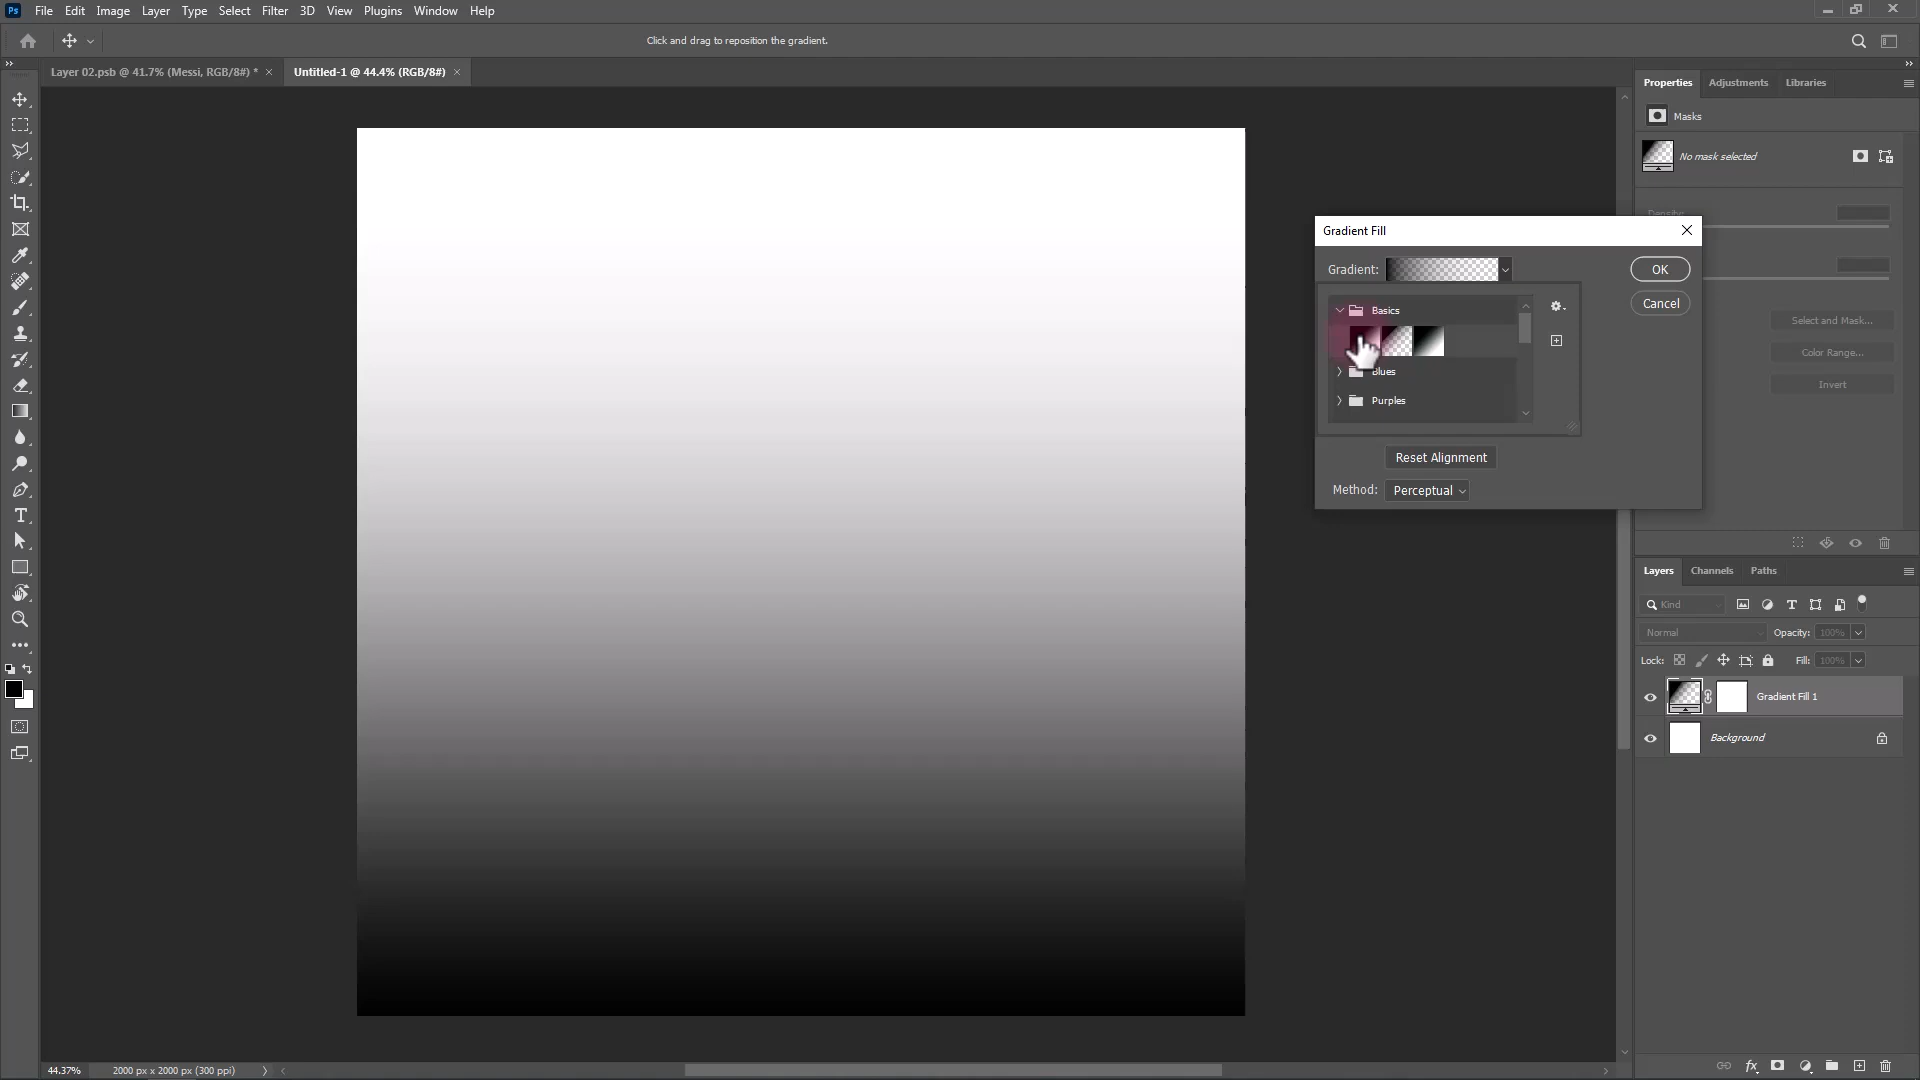 Ps File Edit Image Layer Type Select Filter 3D View Plugins Window Help
Click and drag to reposition the gradient.
Layer 02.psb @ 41.7% (Messi, RGB/8#) * × Untitled-1 @ 44.4% (RGB/8#) ×
Properties Adjustments Libraries
Masks
No mask selected
Density:
Gradient Fill
Gradient: OK
Basics Cancel
Select and Mask...
Color Range...
Blues
Invert
Purples
Reset Alignment
Method: Perceptual
Layers Channels Paths
Kind
Normal Opacity: 100%
Lock: Fill: 100%
Gradient Fill 1
Background
44.37% 2000 px x 2000 px (300 ppi)